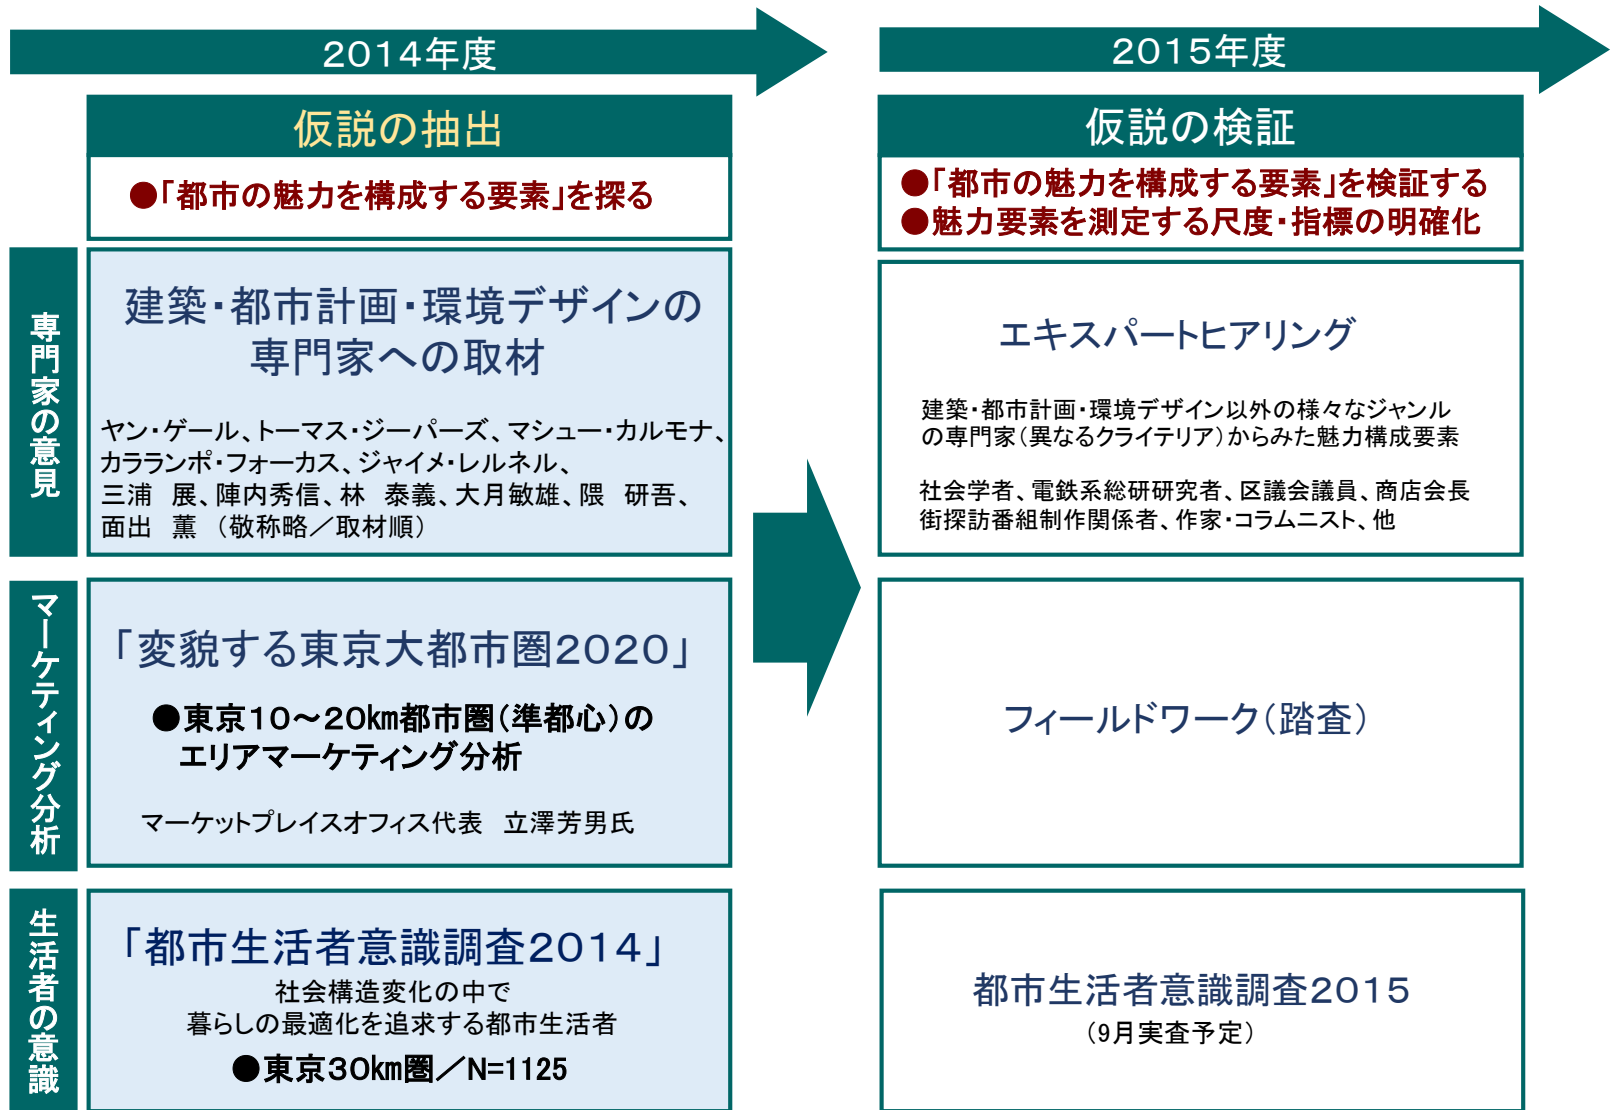 2014年度
2015年度
仮説の抽出
●「都市の魅力を構成する要素」を探る
仮説の検証
●「都市の魅力を構成する要素」を検証する
●魅力要素を測定する尺度・指標の明確化
専門家の意見
建築・都市計画・環境デザインの
専門家への取材
ヤン・ゲール、トーマス・ジーパーズ、マシュー・カルモナ、
カラランポ・フォーカス、ジャイメ・レルネル、
三浦　展、陣内秀信、林　泰義、大月敏雄、隈　研吾、
面出　薫　（敬称略／取材順）
エキスパートヒアリング
建築・都市計画・環境デザイン以外の様々なジャンル
の専門家（異なるクライテリア）からみた魅力構成要素
社会学者、電鉄系総研研究者、区議会議員、商店会長
街探訪番組制作関係者、作家・コラムニスト、他
マーケティング分析
「変貌する東京大都市圏2020」
●東京10～20㎞都市圏（準都心）の
エリアマーケティング分析
マーケットプレイスオフィス代表　立澤芳男氏
フィールドワーク（踏査）
生活者の意識
「都市生活者意識調査2014」
社会構造変化の中で
暮らしの最適化を追求する都市生活者
●東京30㎞圏／N=1125
都市生活者意識調査2015
（9月実査予定）